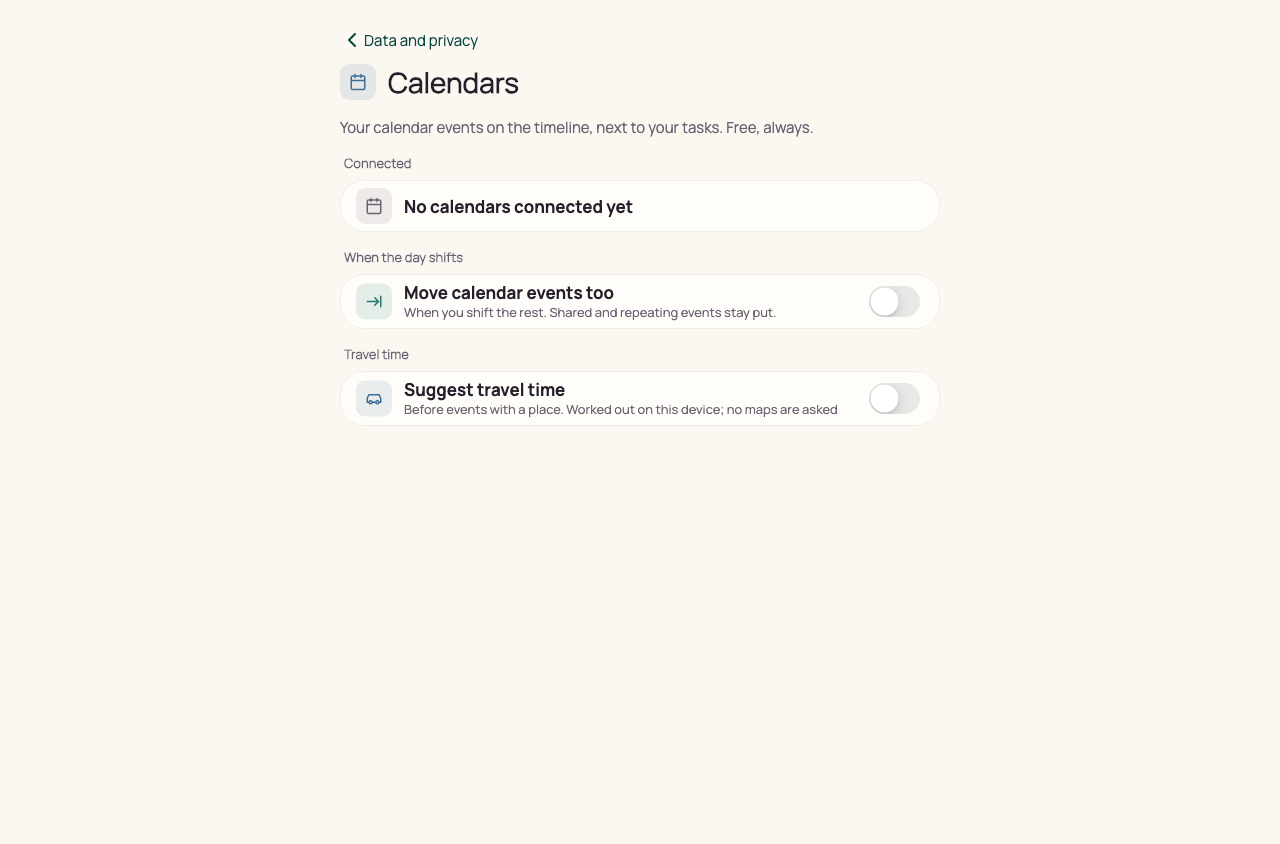 Data and privacy
Calendars
Your calendar events on the timeline, next to your tasks. Free, always.
Connected
No calendars connected yet
When the day shifts
Move calendar events too
When you shift the rest. Shared and repeating events stay put.
Travel time
Suggest travel time
Before events with a place. Worked out on this device; no maps are asked